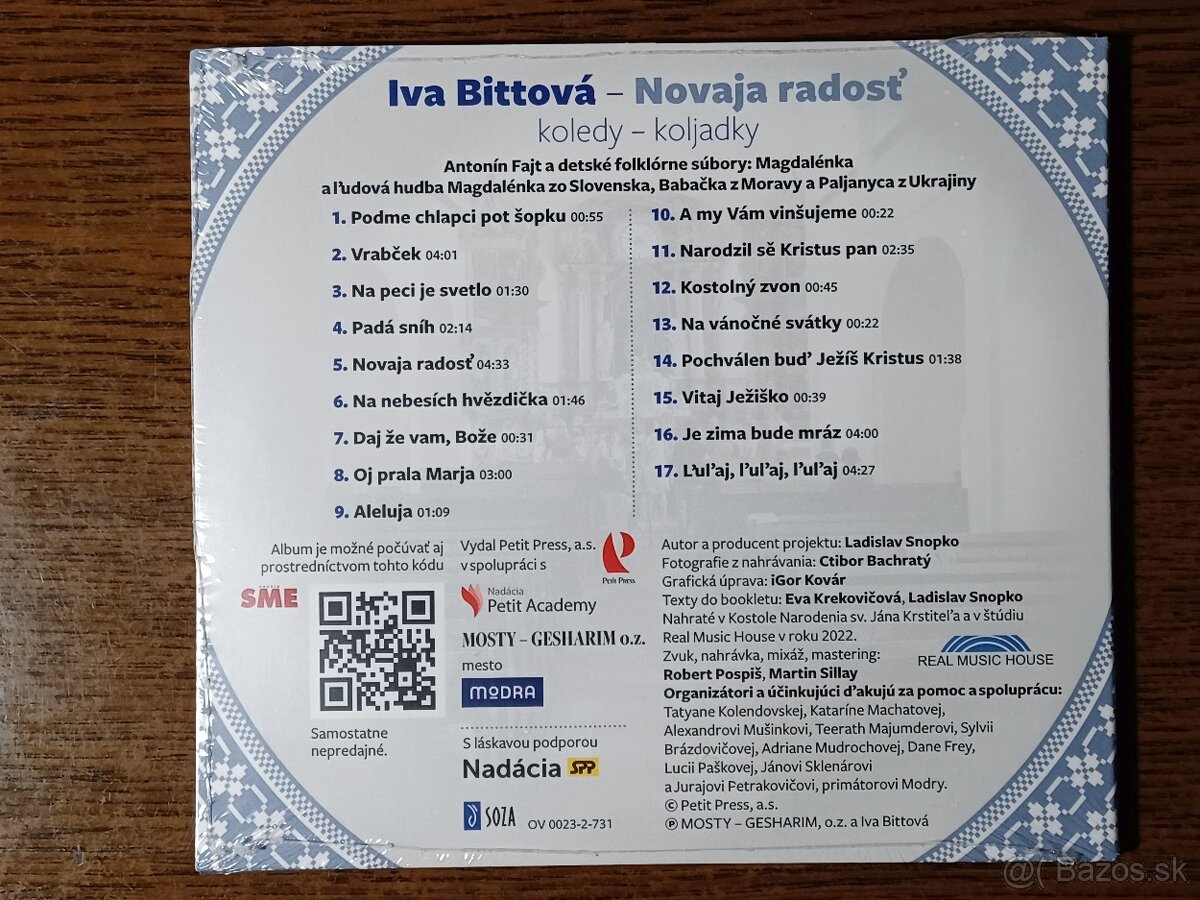 Iva Bittová – Novaja radosť
koledy – koljadky
Antonín Fajt a detské folklórne súbory: Magdalénka
a ľudová hudba Magdalénka zo Slovenska, Babačka z Moravy a Paljanyca z Ukrajiny
1. Podme chlapci pot šopku 00:55
2. Vrabček 04:01
3. Na peci je svetlo 01:30
4. Padá sníh 02:14
5. Novaja radosť 04:33
6. Na nebesích hvězdička 01:46
7. Daj že vam, Bože 00:31
8. Oj prala Marja 03:00
9. Aleluja 01:09
10. A my Vám vinšujeme 00:22
11. Narodzil sě Kristus pan 02:35
12. Kostolný zvon 00:45
13. Na vánočné svátky 00:22
14. Pochválen buď Ježíš Kristus 01:38
15. Vitaj Ježiško 00:39
16. Je zima bude mráz 04:00
17. Ľuľaj, ľuľaj, ľuľaj 04:27
Album je možné počúvať aj
prostredníctvom tohto kódu
SME
Samostatne
nepredajné.
Vydal Petit Press, a.s.
v spolupráci s
Petit Press
Nadácia
Petit Academy
MOSTY – GESHARIM o.z.
mesto
MODRA
S láskavou podporou
Nadácia SPP
SOZA OV 0023-2-731
Autor a producent projektu: Ladislav Snopko
Fotografie z nahrávania: Ctibor Bachratý
Grafická úprava: iGor Kovár
Texty do bookletu: Eva Krekovičová, Ladislav Snopko
Nahraté v Kostole Narodenia sv. Jána Krstiteľa a v štúdiu
Real Music House v roku 2022.
Zvuk, nahrávka, mixáž, mastering:
Robert Pospiš, Martin Sillay
REAL MUSIC HOUSE
Organizátori a účinkujúci ďakujú za pomoc a spoluprácu:
Tatyane Kolendovskej, Kataríne Machatovej,
Alexandrovi Mušinkovi, Teerath Majumderovi, Sylvii
Brázdovičovej, Adriane Mudrochovej, Dane Frey,
Lucii Paškovej, Jánovi Sklenárovi
a Jurajovi Petrakovičovi, primátorovi Modry.
© Petit Press, a.s.
℗ MOSTY – GESHARIM, o.z. a Iva Bittová
@( Bazos.sk